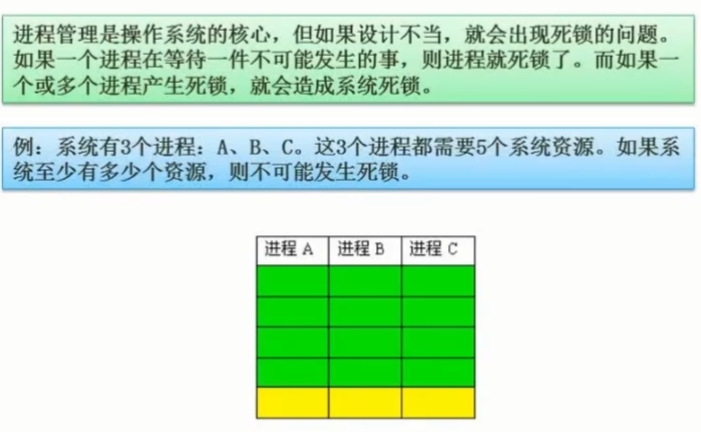 进程管理是操作系统的核心，但如果设计不当，就会出现死锁的问题。
如果一个进程在等待一件不可能发生的事，则进程就死锁了。而如果一
个或多个进程产生死锁，就会造成系统死锁。
例：系统有3个进程：A、B、C。这3个进程都需要5个系统资源。如果系
统至少有多少个资源，则不可能发生死锁。
进程 A 进程 B 进程 C